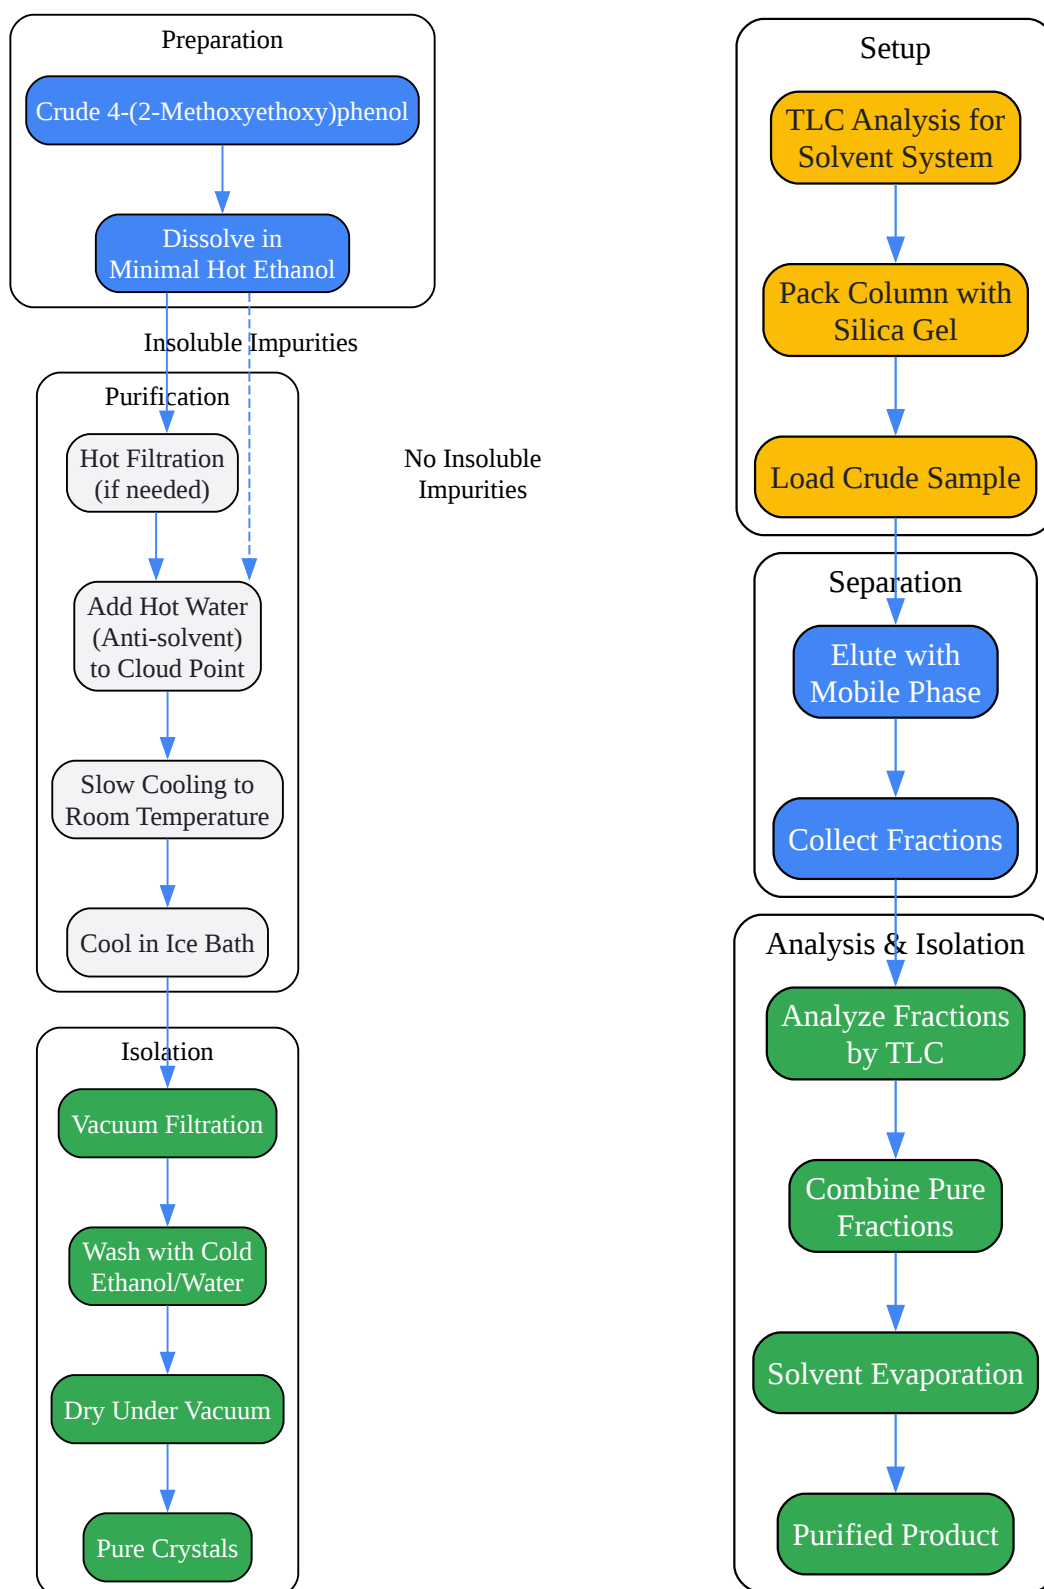 Preparation
Crude 4-(2-Methoxyethoxy)phenol
Dissolve in
Minimal Hot Ethanol
Insoluble Impurities
Purification
Hot Filtration
(if needed)
No Insoluble
Impurities
Add Hot Water
(Anti-solvent)
to Cloud Point
Slow Cooling to
Room Temperature
Cool in Ice Bath
Isolation
Vacuum Filtration
Wash with Cold
Ethanol/Water
Dry Under Vacuum
Pure Crystals
Setup
TLC Analysis for
Solvent System
Pack Column with
Silica Gel
Load Crude Sample
Separation
Elute with
Mobile Phase
Collect Fractions
Analysis & Isolation
Analyze Fractions
by TLC
Combine Pure
Fractions
Solvent Evaporation
Purified Product